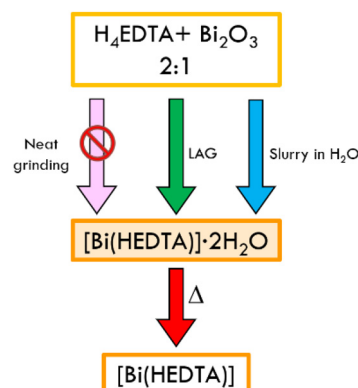 H₄EDTA+ Bi₂O₃
2:1
Neat
grinding
LAG
Slurry in H₂O
[Bi(HEDTA)]·2H₂O
Δ
[Bi(HEDTA)]